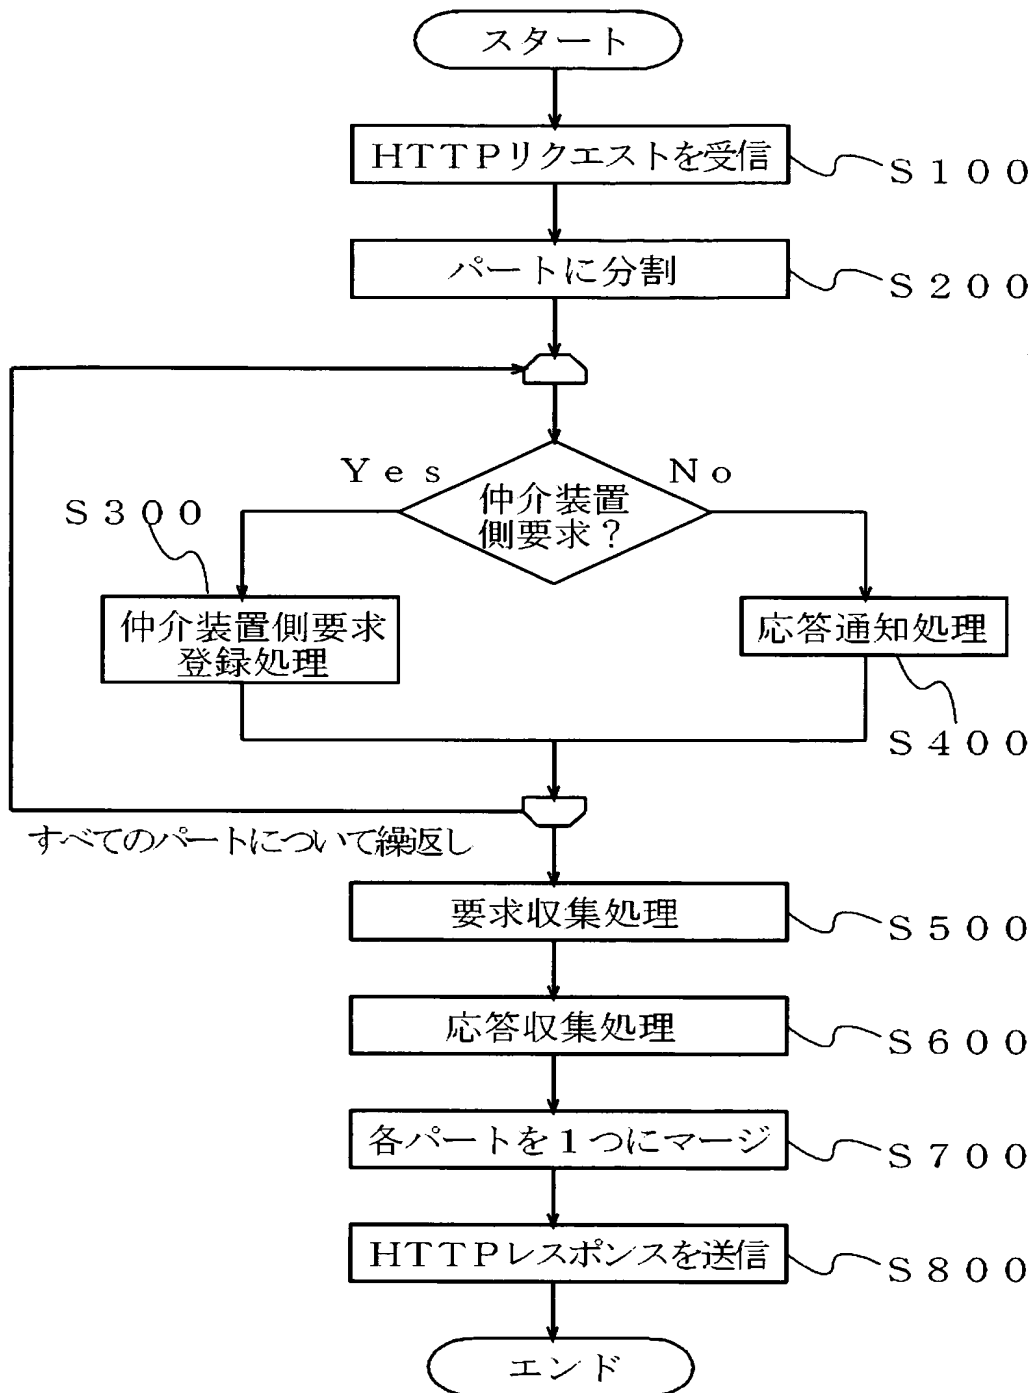 スタート
HTTPリクエストを受信
S100
パートに分割
S200
Yes
No
仲介装置
側要求？
S300
仲介装置側要求
登録処理
応答通知処理
S400
すべてのパートについて繰返し
要求収集処理
S500
応答収集処理
S600
各パートを1つにマージ
S700
HTTPレスポンスを送信
S800
エンド